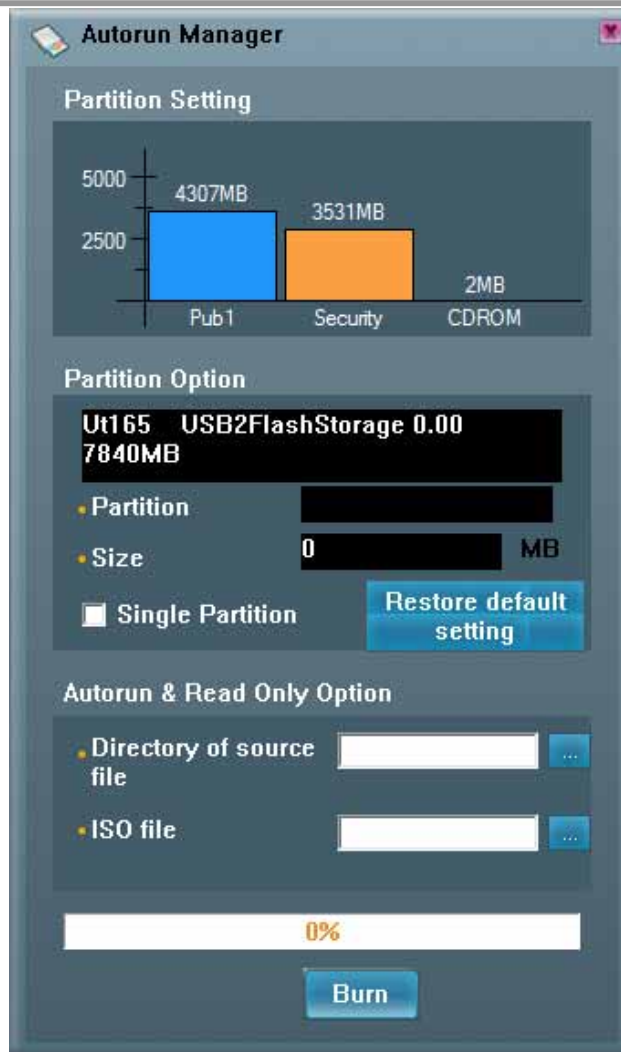 Autorun Manager
Partition Setting
5000
2500
4307MB
3531MB
2MB
Pub1 Security CDROM
Partition Option
Ut165 USB2FlashStorage 0.00
7840MB
Partition
Size 0 MB
Single Partition
Restore default
setting
Autorun & Read Only Option
Directory of source
file
...
ISO file
...
0%
Burn